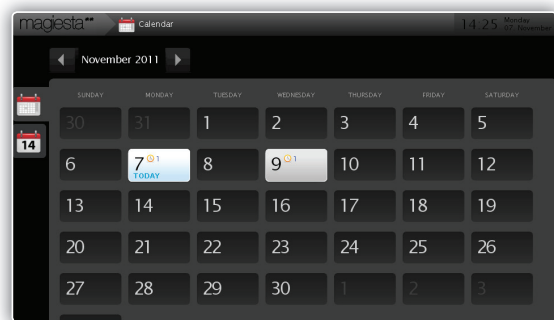 magiesta
Calendar
14:25 Monday
07. November
November 2011
SUNDAY MONDAY TUESDAY WEDNESDAY THURSDAY FRIDAY SATURDAY
30 31 1 2 3 4 5
14
6 7 1 8 9 1 10 11 12
TODAY
13 14 15 16 17 18 19
20 21 22 23 24 25 26
27 28 29 30 1 2 3